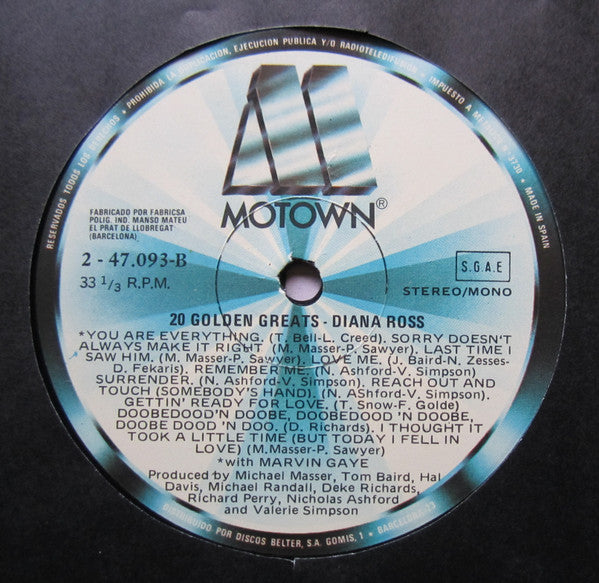 RESERVADOS TODOS LOS DERECHOS • PROHIBIDA LA DUPLICACION, EJECUCION PUBLICA Y/O RADIOTELEDIFUSION • IMPUESTO A METALICO N.º 3730 • MADE IN SPAIN
MOTOWN®
FABRICADO POR FABRICSA
POLIG. IND. MANSO MATEU
EL PRAT DE LLOBREGAT
(BARCELONA)
2 - 47.093-B
33 1/3 R.P.M.
S.G.A.E
STEREO/MONO
20 GOLDEN GREATS - DIANA ROSS
*YOU ARE EVERYTHING. (T. Bell-L. Creed). SORRY DOESN'T
ALWAYS MAKE IT RIGHT (M. Masser-P. Sawyer). LAST TIME I
SAW HIM. (M. Masser-P. Sawyer). LOVE ME. (J. Baird-N. Zesses-
D. Fekaris). REMEMBER ME. (N. Ashford-V. Simpson)
SURRENDER. (N. Ashford-V. Simpson). REACH OUT AND
TOUCH (SOMEBODY'S HAND). (N. Ashford-V. Simpson).
GETTIN' READY FOR LOVE. (T. Snow-F. Golde)
DOOBEDOOD'N DOOBE, DOOBEDOOD 'N DOOBE,
DOOBE DOOD 'N DOO. (D. Richards). I THOUGHT IT
TOOK A LITTLE TIME (BUT TODAY I FELL IN
LOVE) (M.Masser-P. Sawyer)
*with MARVIN GAYE
Produced by Michael Masser, Tom Baird, Hal
Davis, Michael Randall, Deke Richards,
Richard Perry, Nicholas Ashford
and Valerie Simpson
DISTRIBUIDO POR DISCOS BELTER, S.A. GOMIS, 1 • BARCELONA-23